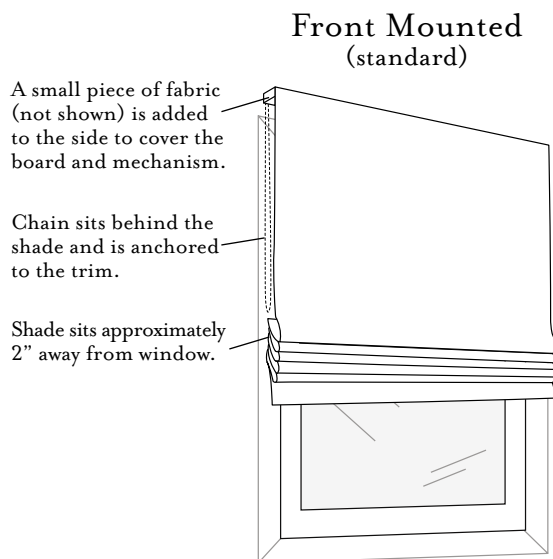 Front Mounted
(standard)
A small piece of fabric
(not shown) is added
to the side to cover the
board and mechanism.
Chain sits behind the
shade and is anchored
to the trim.
Shade sits approximately
2” away from window.